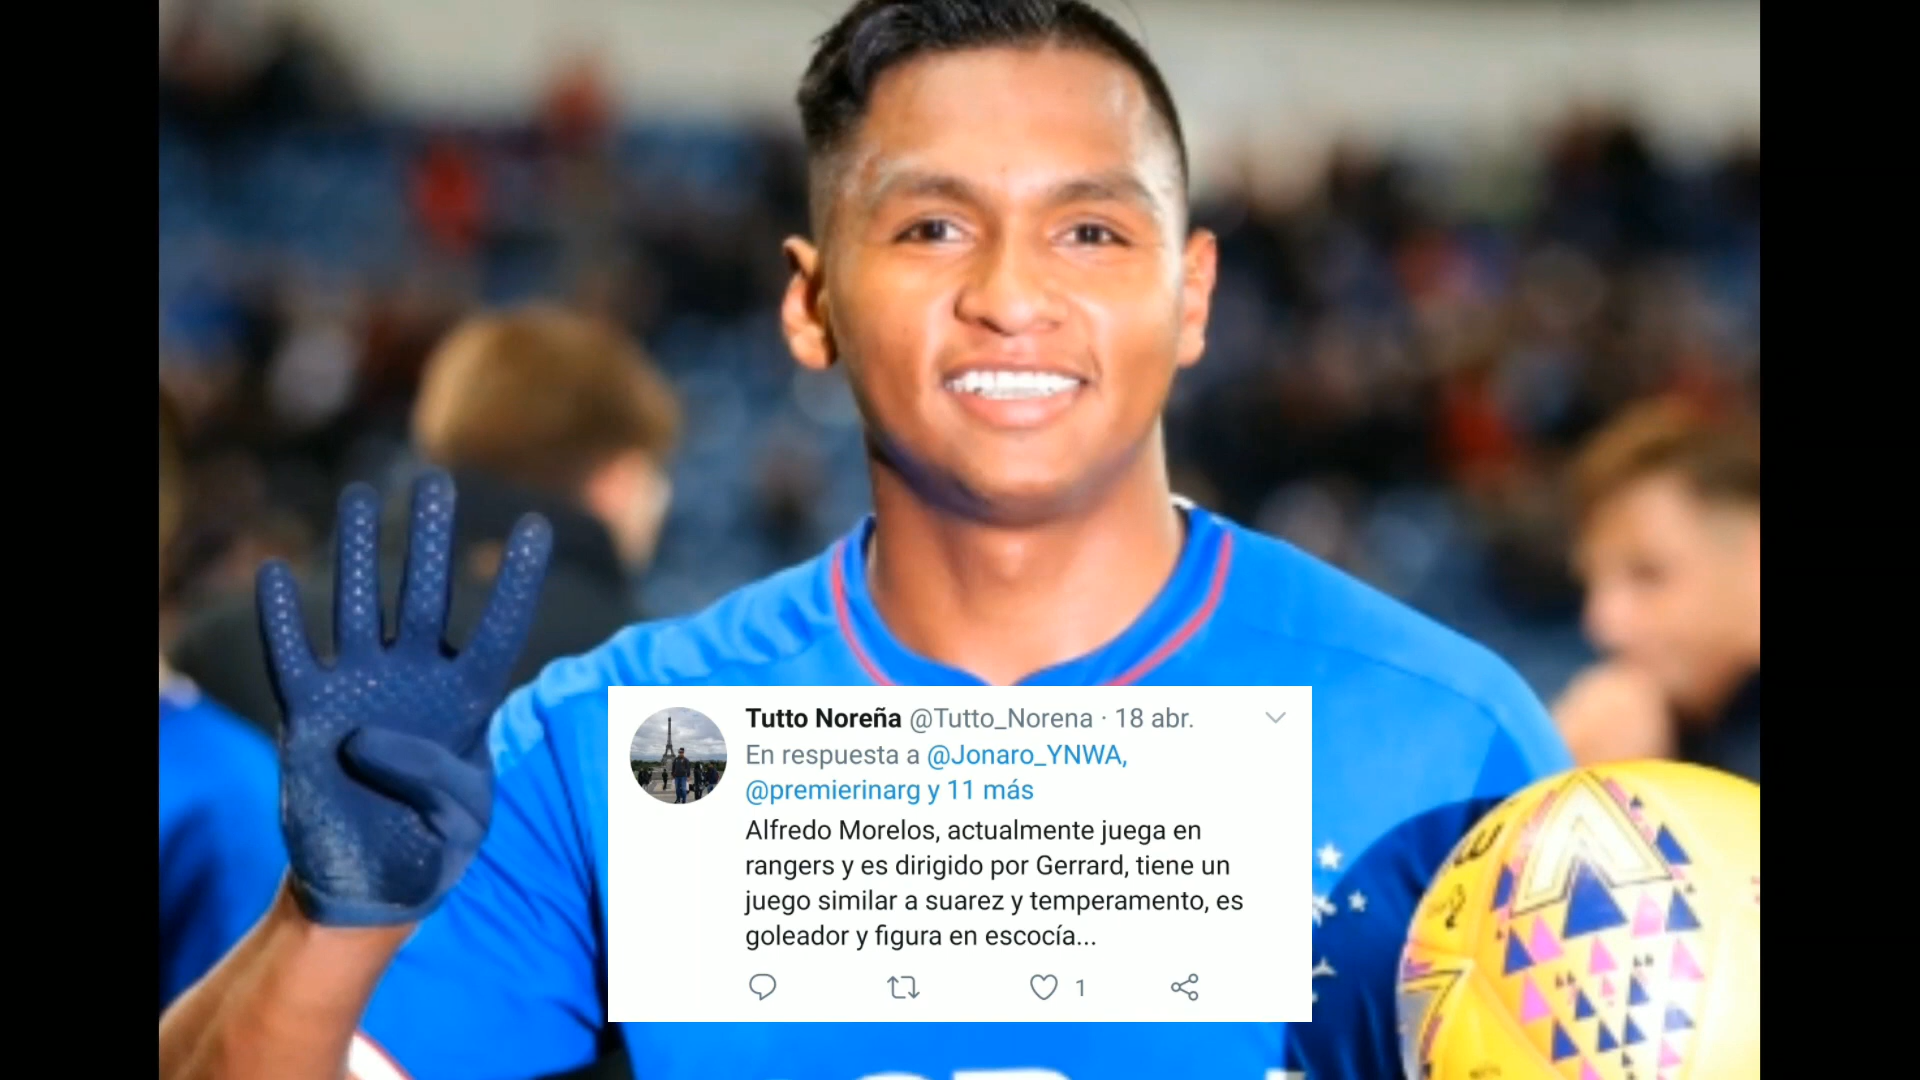 Tutto Noreña @Tutto_Norena · 18 abr.
En respuesta a @Jonaro_YNWA,
@premierinarg y 11 más
Alfredo Morelos, actualmente juega en
rangers y es dirigido por Gerrard, tiene un
juego similar a suarez y temperamento, es
goleador y figura en escocía...
1